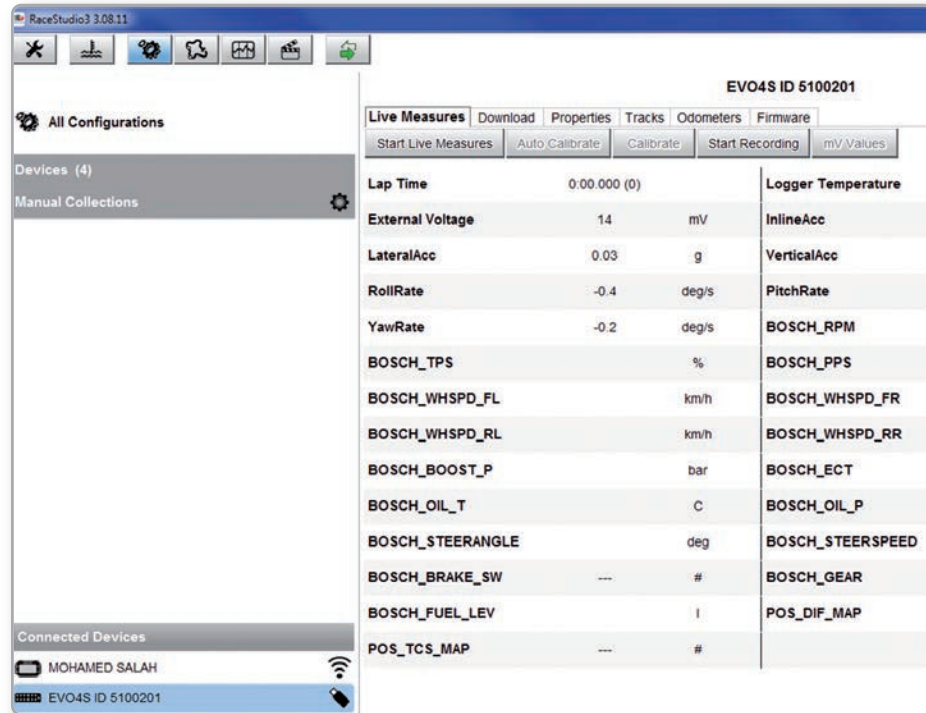 RaceStudio3 3.08.11
EVO4S ID 5100201
All Configurations
Devices (4)
Manual Collections
Live Measures Download Properties Tracks Odometers Firmware
Start Live Measures Auto Calibrate Calibrate Start Recording mV Values
Lap Time 0:00.000 (0) Logger Temperature
External Voltage 14 mV InlineAcc
LateralAcc 0.03 g VerticalAcc
RollRate -0.4 deg/s PitchRate
YawRate -0.2 deg/s BOSCH_RPM
BOSCH_TPS % BOSCH_PPS
BOSCH_WHSPD_FL km/h BOSCH_WHSPD_FR
BOSCH_WHSPD_RL km/h BOSCH_WHSPD_RR
BOSCH_BOOST_P bar BOSCH_ECT
BOSCH_OIL_T C BOSCH_OIL_P
BOSCH_STEERANGLE deg BOSCH_STEERSPEED
BOSCH_BRAKE_SW --- # BOSCH_GEAR
BOSCH_FUEL_LEV l POS_DIF_MAP
POS_TCS_MAP --- #
Connected Devices
MOHAMED SALAH
EVO4S ID 5100201